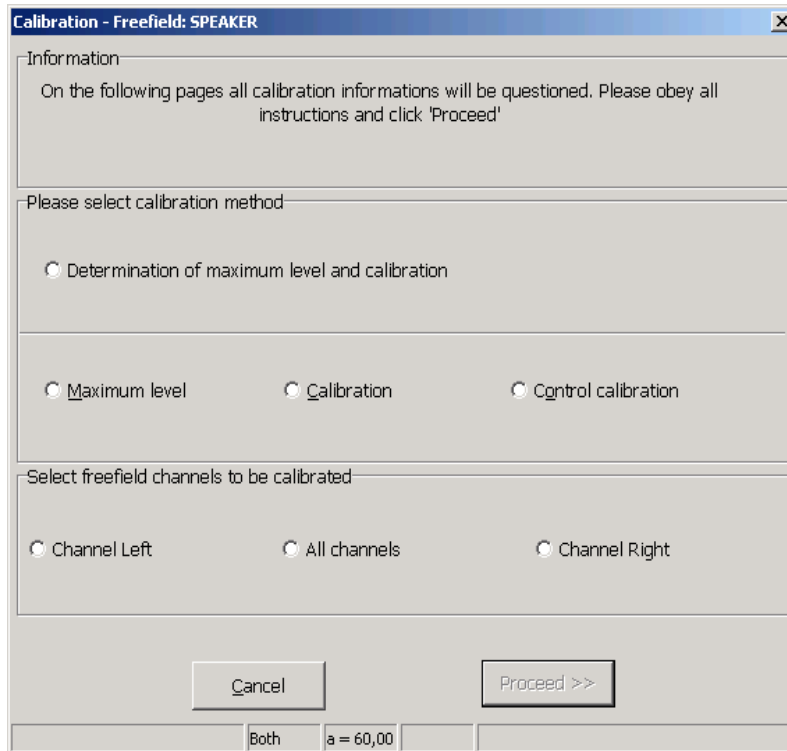 Calibration - Freefield: SPEAKER
Information
On the following pages all calibration informations will be questioned. Please obey all
instructions and click 'Proceed'
Please select calibration method
Determination of maximum level and calibration
Maximum level Calibration Control calibration
Select freefield channels to be calibrated
Channel Left All channels Channel Right
Cancel Proceed >>
Both a = 60,00